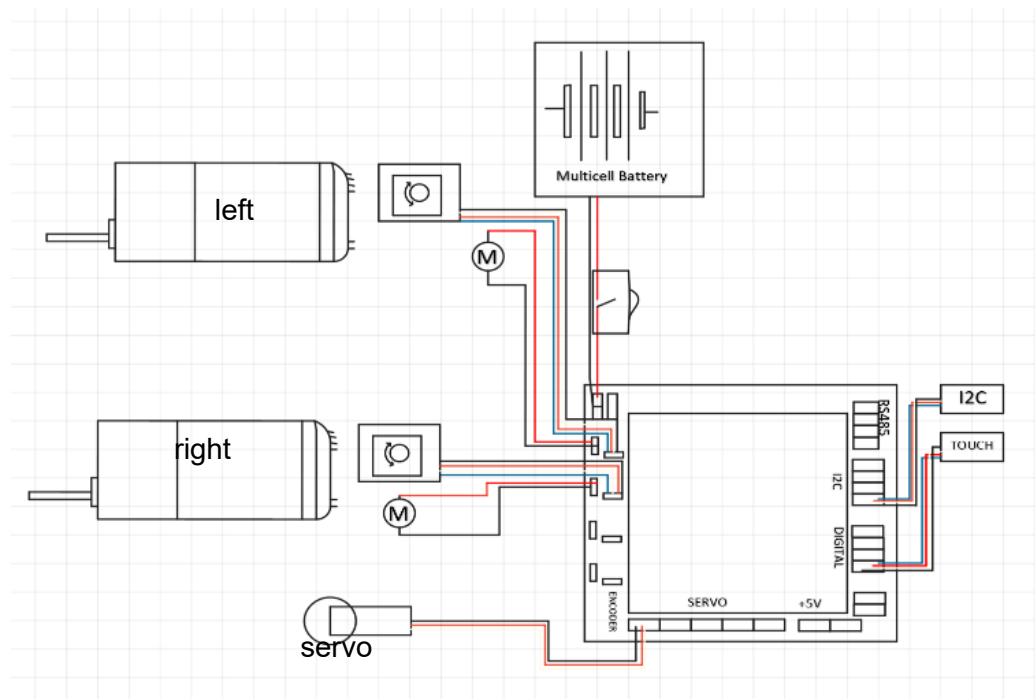 Multicell Battery
left
M
right
M
servo
RS485
I2C
I2C
TOUCH
DIGITAL
ENCODER
SERVO
+5V